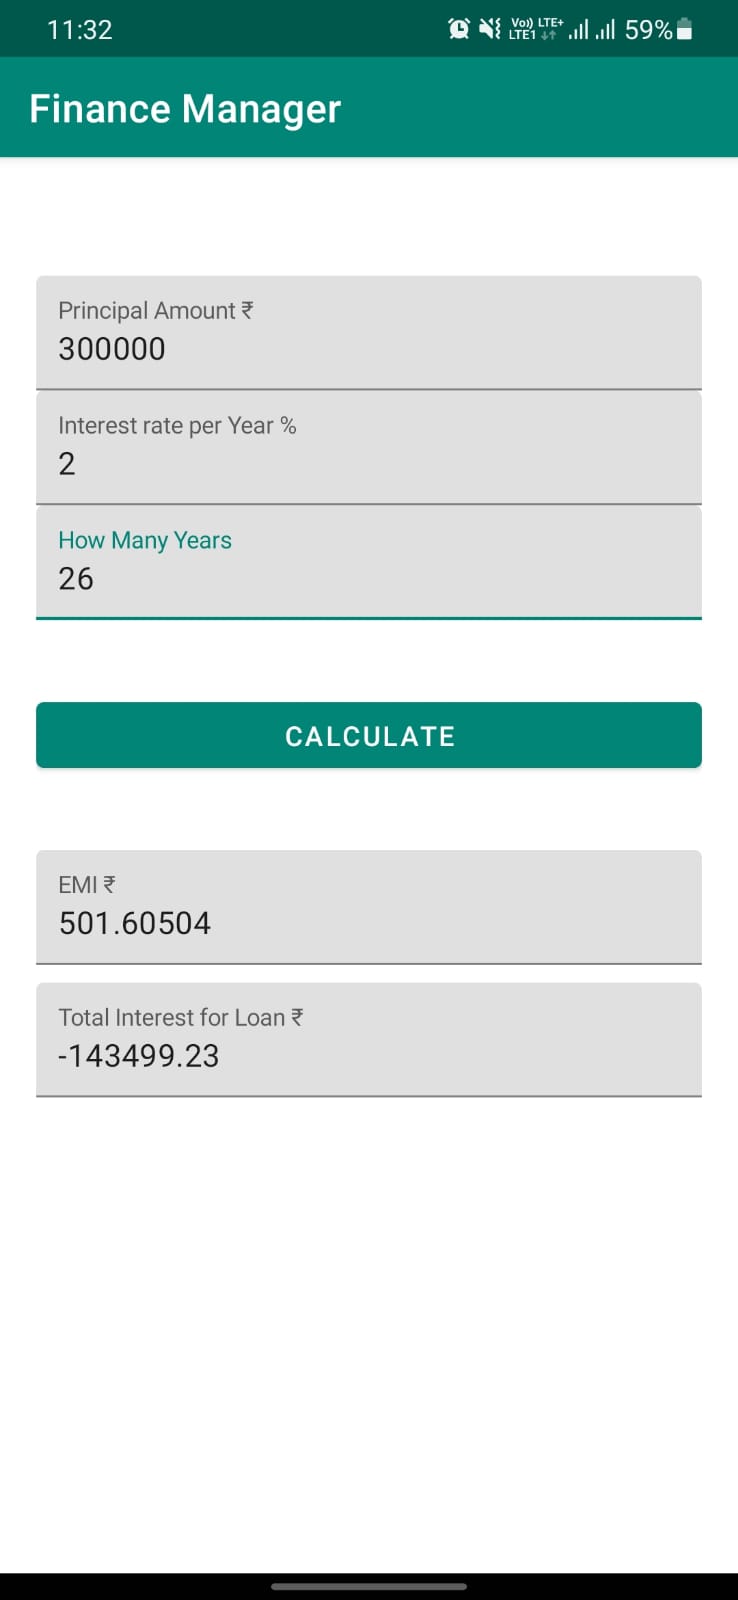 11:32
Vo)) LTE+
LTE1
59%
Finance Manager
Principal Amount ₹
300000
Interest rate per Year %
2
How Many Years
26
CALCULATE
EMI ₹
501.60504
Total Interest for Loan ₹
-143499.23